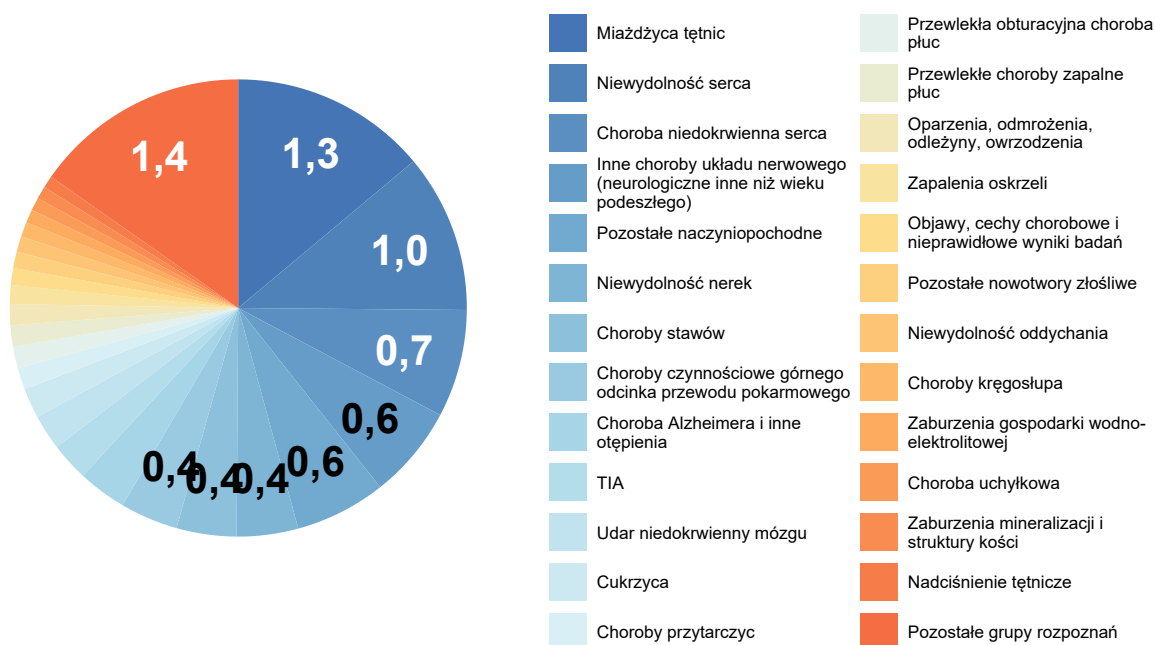 1,4
1,3
1,0
0,7
0,6
0,6
0,4
0,4
0,4
Miażdżyca tętnic
Niewydolność serca
Choroba niedokrwienna serca
Inne choroby układu nerwowego
(neurologiczne inne niż wieku
podeszłego)
Pozostałe naczyniopochodne
Niewydolność nerek
Choroby stawów
Choroby czynnościowe górnego
odcinka przewodu pokarmowego
Choroba Alzheimera i inne
otępienia
TIA
Udar niedokrwienny mózgu
Cukrzyca
Choroby przytarczyc
Przewlekła obturacyjna choroba
płuc
Przewlekłe choroby zapalne
płuc
Oparzenia, odmrożenia,
odleżyny, owrzodzenia
Zapalenia oskrzeli
Objawy, cechy chorobowe i
nieprawidłowe wyniki badań
Pozostałe nowotwory złośliwe
Niewydolność oddychania
Choroby kręgosłupa
Zaburzenia gospodarki wodno-
elektrolitowej
Choroba uchyłkowa
Zaburzenia mineralizacji i
struktury kości
Nadciśnienie tętnicze
Pozostałe grupy rozpoznań